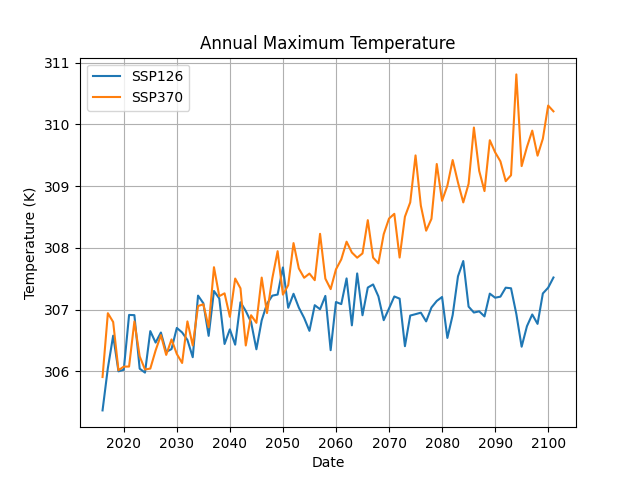 Annual Maximum Temperature
SSP126
SSP370
311
310
309
308
307
306
Temperature (K)
2020 2030 2040 2050 2060 2070 2080 2090 2100
Date